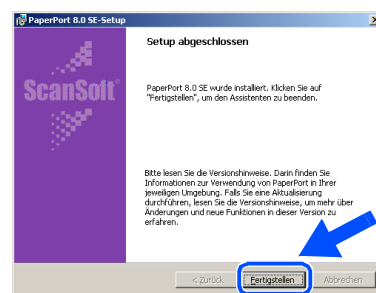 PaperPort 8.0 SE-Setup
Setup abgeschlossen
ScanSoft®
PaperPort 8.0 SE wurde installiert. Klicken Sie auf
"Fertigstellen", um den Assistenten zu beenden.
Bitte lesen Sie die Versionshinweise. Darin finden Sie
Informationen zur Verwendung von PaperPort in Ihrer
jeweiligen Umgebung. Falls Sie eine Aktualisierung
durchführen, lesen Sie die Versionshinweise, um mehr über
Änderungen und neue Funktionen in dieser Version zu
erfahren.
< Zurück Fertigstellen Abbrechen